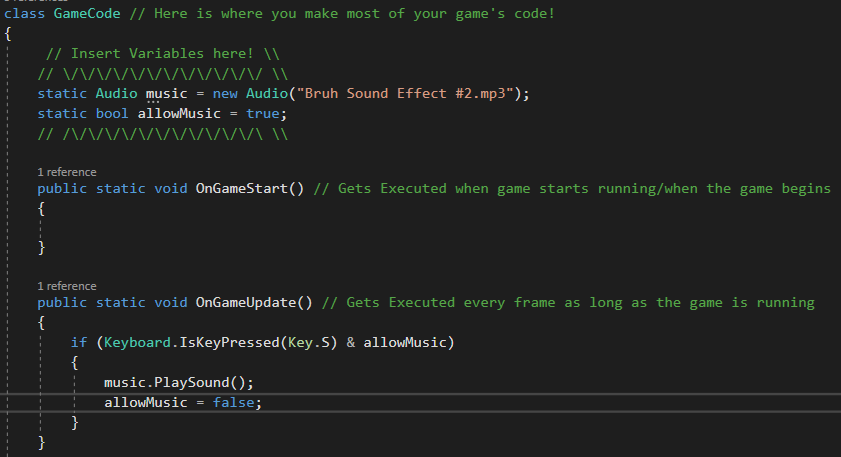 class GameCode // Here is where you make most of your game's code!
{
// Insert Variables here! \\
// \/\/\/\/\/\/\/\/\/\/\/\/ \\
static Audio music = new Audio("Bruh Sound Effect #2.mp3");
static bool allowMusic = true;
// /\/\/\/\/\/\/\/\/\/\/\/\ \\
1 reference
public static void OnGameStart() // Gets Executed when game starts running/when the game begins
{
}
1 reference
public static void OnGameUpdate() // Gets Executed every frame as long as the game is running
{
if (Keyboard.IsKeyPressed(Key.S) & allowMusic)
{
music.PlaySound();
allowMusic = false;
}
}